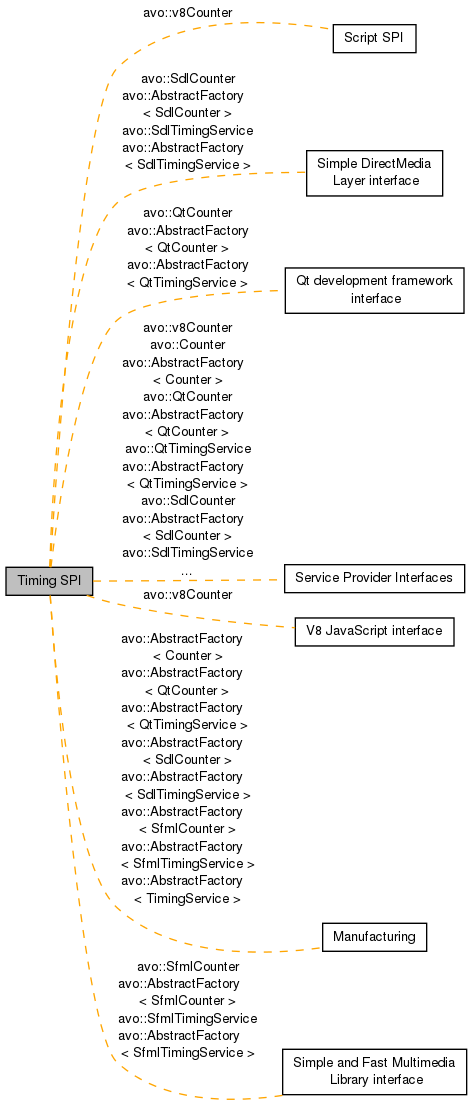 avo::v8Counter
Script SPI
avo::SdlCounter
avo::AbstractFactory
< SdlCounter >
avo::SdlTimingService
avo::AbstractFactory
< SdlTimingService >
Simple DirectMedia
Layer interface
avo::QtCounter
avo::AbstractFactory
< QtCounter >
avo::AbstractFactory
< QtTimingService >
Qt development framework
interface
avo::v8Counter
avo::Counter
avo::AbstractFactory
< Counter >
avo::QtCounter
avo::AbstractFactory
< QtCounter >
avo::QtTimingService
avo::AbstractFactory
< QtTimingService >
avo::SdlCounter
avo::AbstractFactory
< SdlCounter >
avo::SdlTimingService
...
Timing SPI
Service Provider Interfaces
avo::v8Counter
V8 JavaScript interface
avo::AbstractFactory
< Counter >
avo::AbstractFactory
< QtCounter >
avo::AbstractFactory
< QtTimingService >
avo::AbstractFactory
< SdlCounter >
avo::AbstractFactory
< SdlTimingService >
avo::AbstractFactory
< SfmlCounter >
avo::AbstractFactory
< SfmlTimingService >
avo::AbstractFactory
< TimingService >
Manufacturing
avo::SfmlCounter
avo::AbstractFactory
< SfmlCounter >
avo::SfmlTimingService
avo::AbstractFactory
< SfmlTimingService >
Simple and Fast Multimedia
Library interface